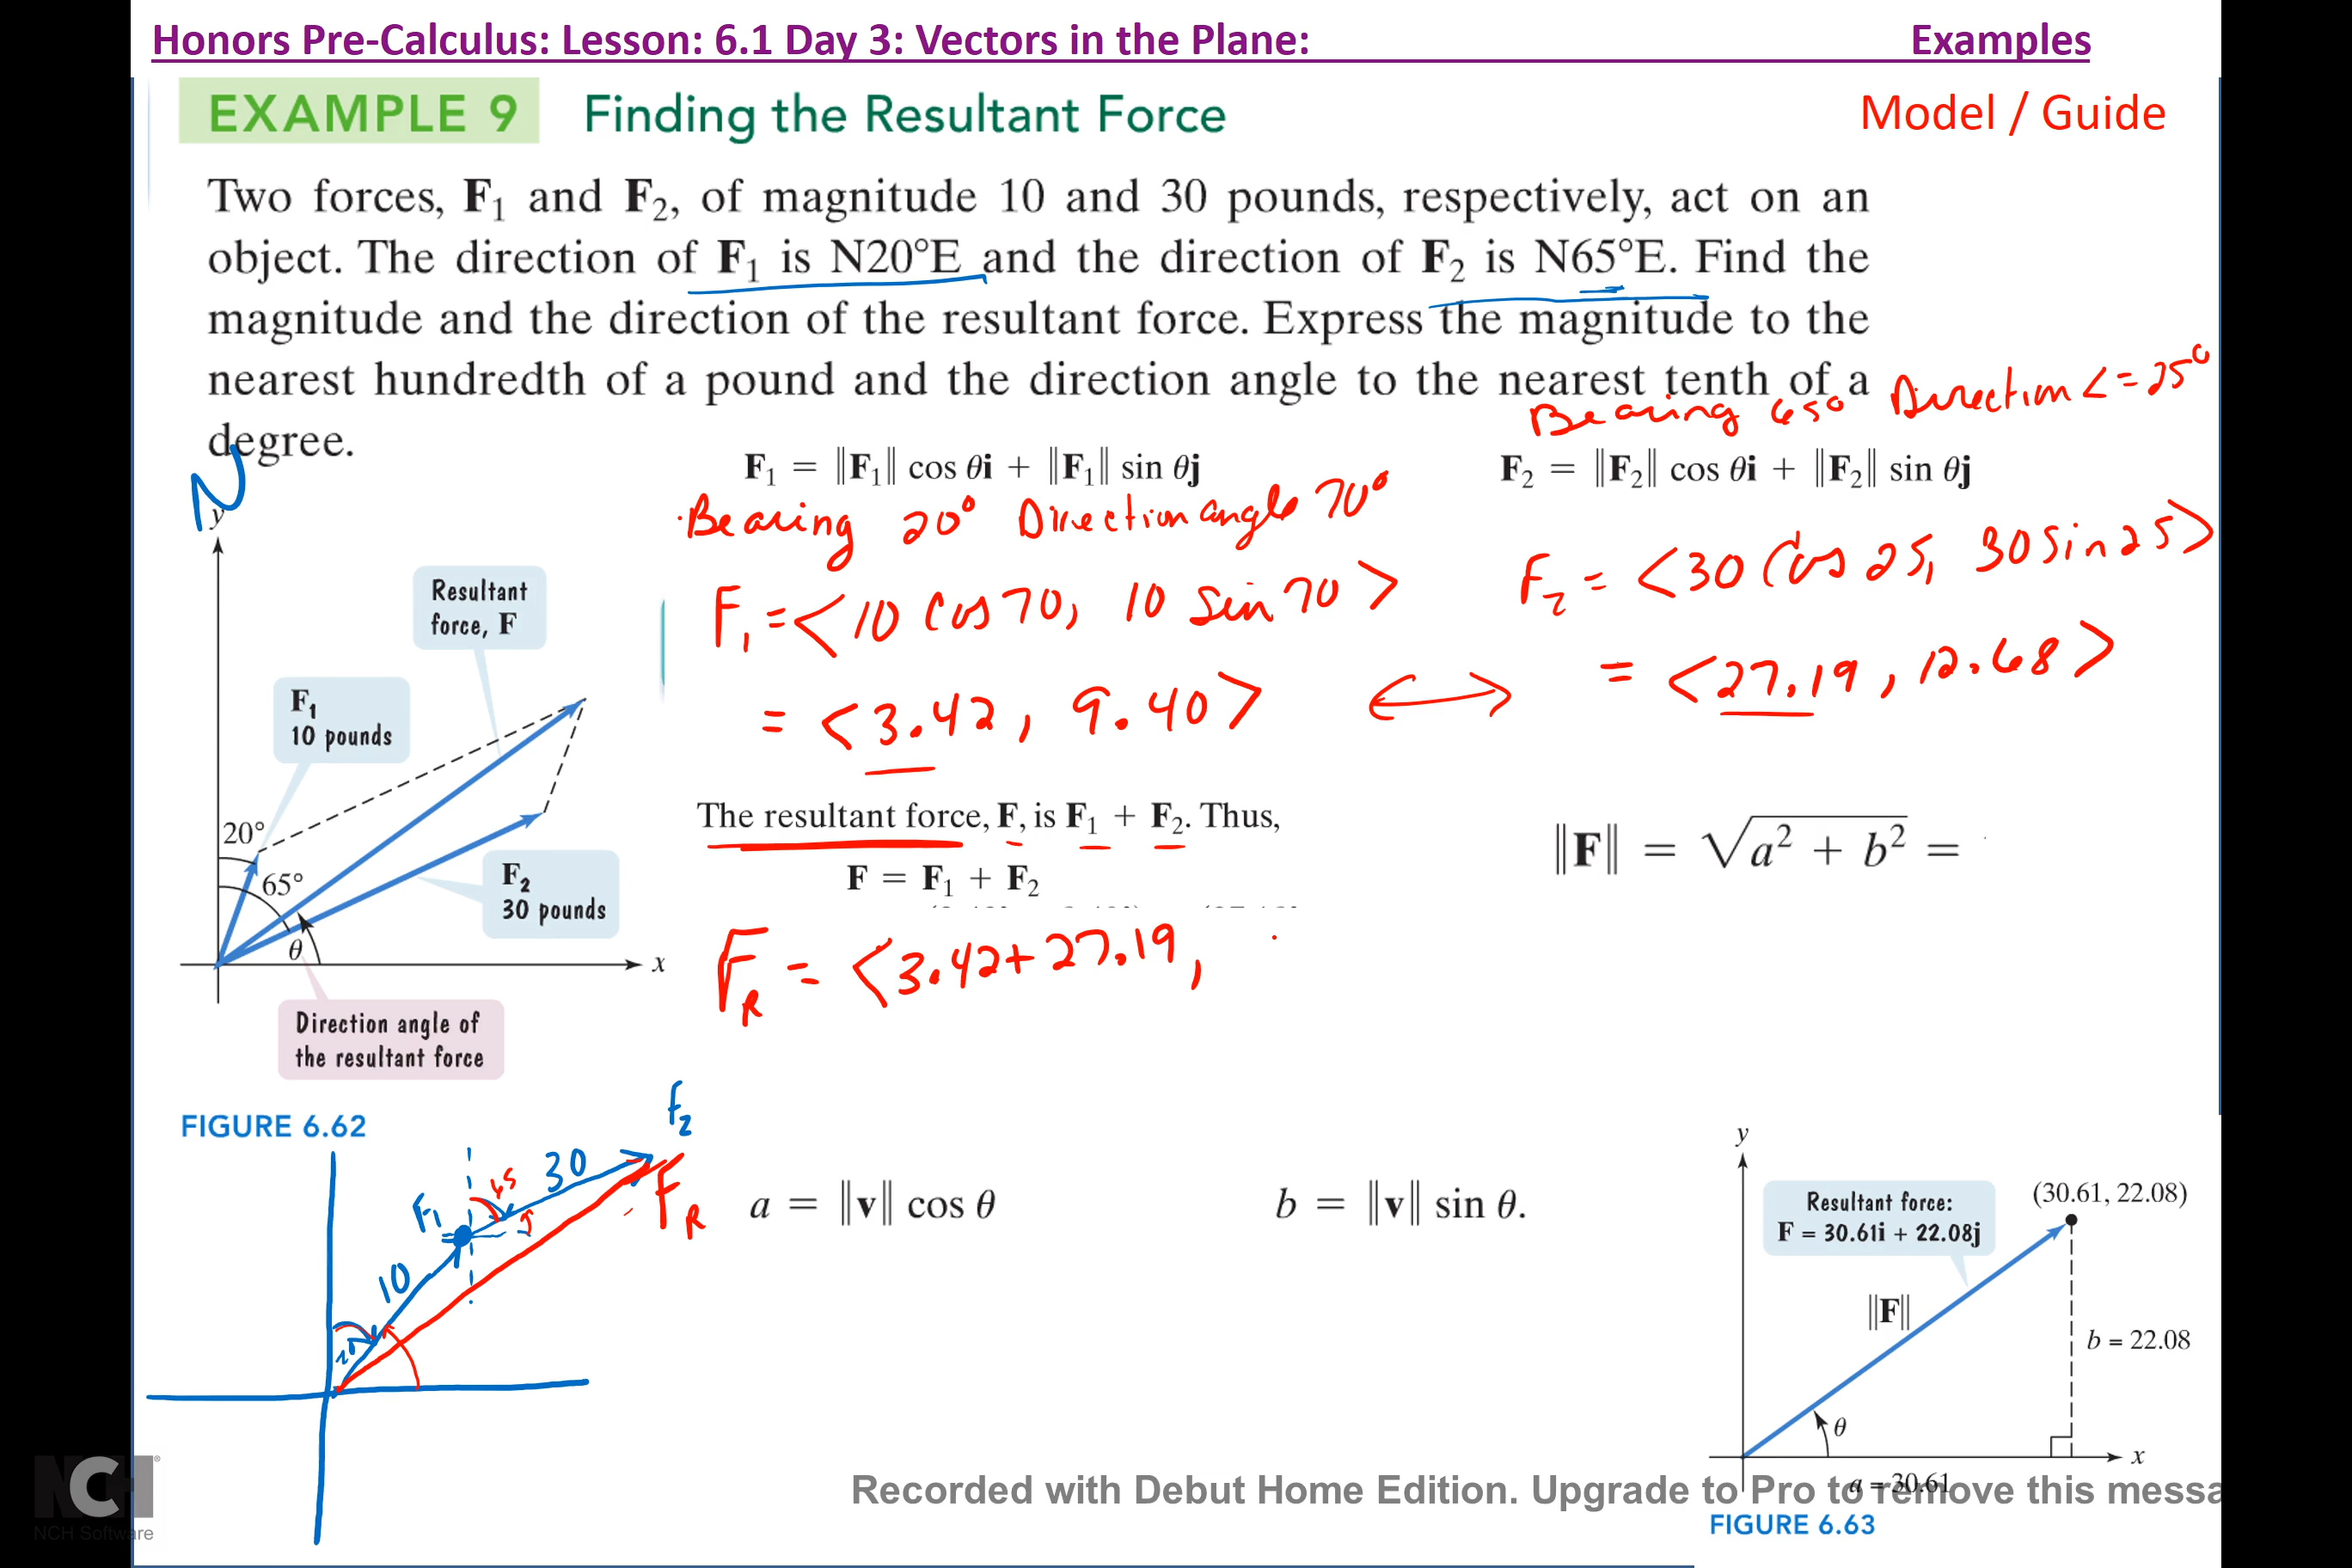 Honors Pre-Calculus: Lesson: 6.1 Day 3: Vectors in the Plane: Examples
EXAMPLE 9 Finding the Resultant Force
Model / Guide
Two forces, F₁ and F₂, of magnitude 10 and 30 pounds, respectively, act on an
object. The direction of F₁ is N20°E and the direction of F₂ is N65°E. Find the
magnitude and the direction of the resultant force. Express the magnitude to the
nearest hundredth of a pound and the direction angle to the nearest tenth of a
degree.
Bearing 65° Direction ∠ = 25°
F₁ = ‖F₁‖ cos θi + ‖F₁‖ sin θj
F₂ = ‖F₂‖ cos θi + ‖F₂‖ sin θj
Bearing 20° Direction angle 70°
F₁ = <10 cos 70, 10 sin 70>
F₂ = <30 cos 25, 30 sin 25>
= <3.42, 9.40>
= <27.19, 12.68>
N
y
Resultant
force, F
F₁
10 pounds
20°
65°
F₂
30 pounds
θ
x
Direction angle of
the resultant force
FIGURE 6.62
The resultant force, F, is F₁ + F₂. Thus,
F = F₁ + F₂
‖F‖ = √a² + b² =
F_R = <3.42 + 27.19,
F₂
30
65
F₁
F_R
10
20
a = ‖v‖ cos θ
b = ‖v‖ sin θ.
y
Resultant force:
F = 30.61i + 22.08j
(30.61, 22.08)
‖F‖
b = 22.08
θ
x
a = 30.61
FIGURE 6.63
NCH®
NCH Software
Recorded with Debut Home Edition. Upgrade to Pro to remove this messa